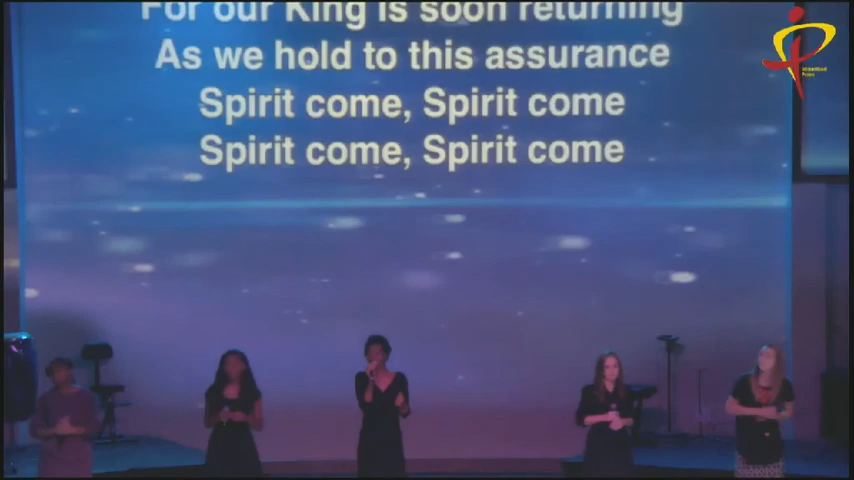 For our King is soon returning
As we hold to this assurance
Spirit come, Spirit come
Spirit come, Spirit come